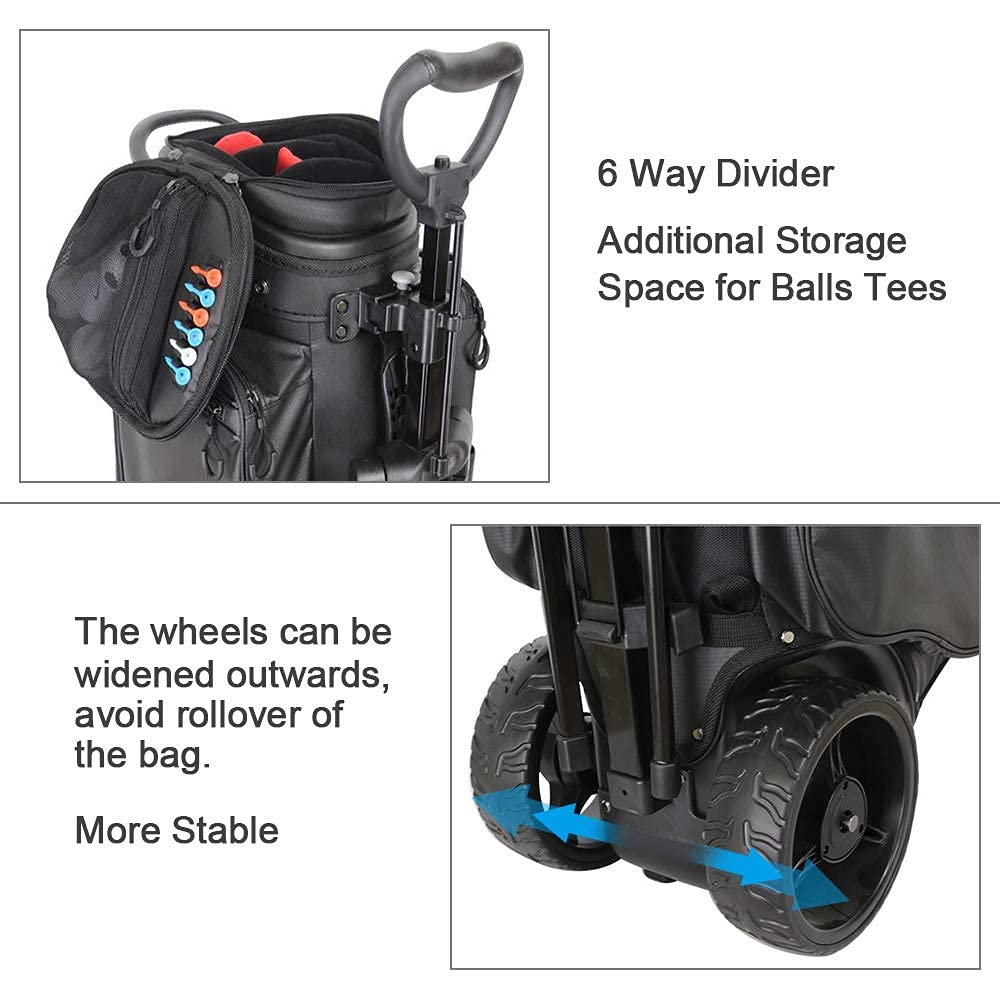 6 Way Divider
Additional Storage
Space for Balls Tees
The wheels can be
widened outwards,
avoid rollover of
the bag.
More Stable